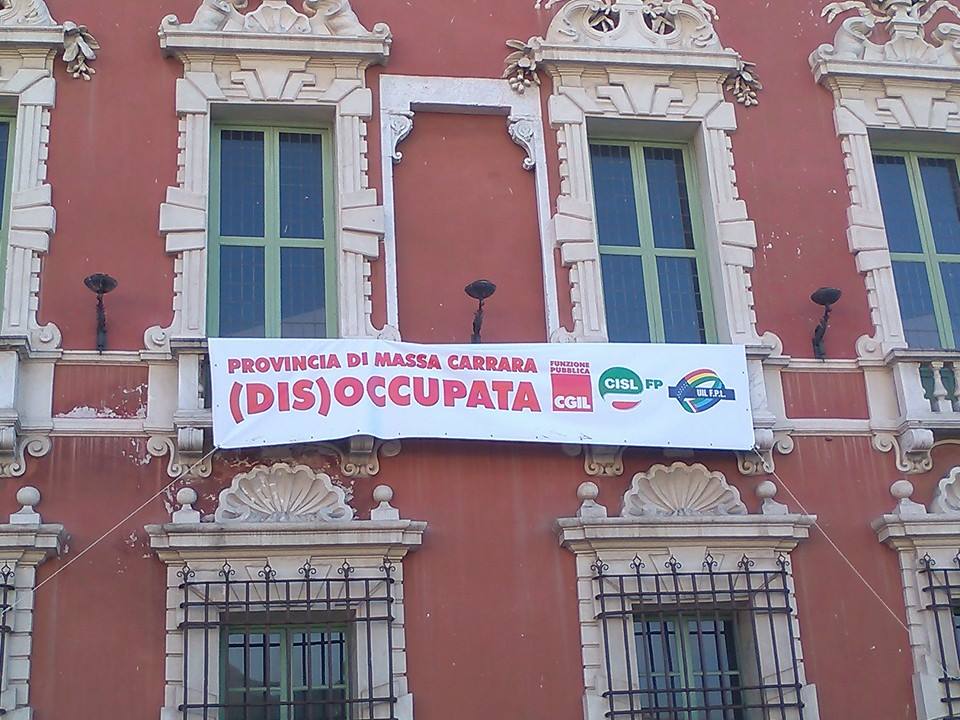 PROVINCIA DI MASSA CARRARA
(DIS)OCCUPATA
FUNZIONE
PUBBLICA
CGIL
CISL FP
UIL F.P.L.